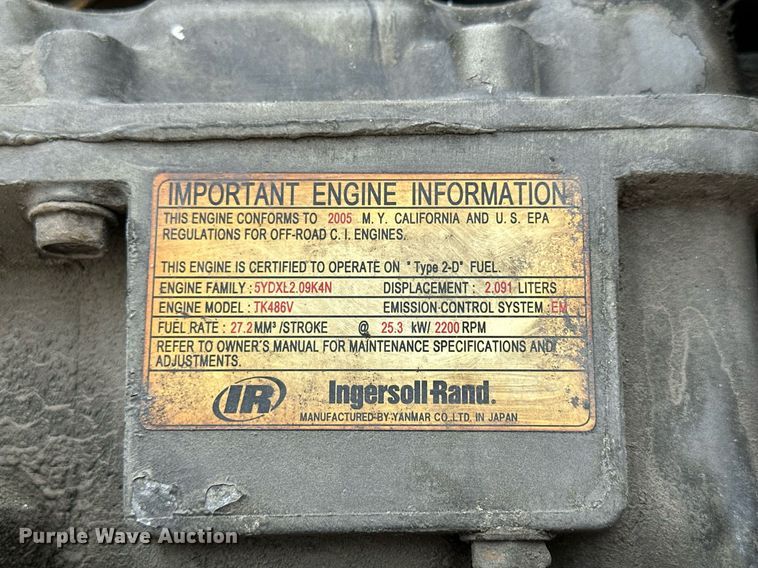 IMPORTANT ENGINE INFORMATION
THIS ENGINE CONFORMS TO 2005 M.Y. CALIFORNIA AND U.S. EPA
REGULATIONS FOR OFF-ROAD C.I. ENGINES.
THIS ENGINE IS CERTIFIED TO OPERATE ON "Type 2-D" FUEL.
ENGINE FAMILY : 5YDXL2.09K4N DISPLACEMENT : 2.091 LITERS
ENGINE MODEL : TK486V EMISSION CONTROL SYSTEM : EM
FUEL RATE : 27.2 MM³/STROKE @ 25.3 kW/ 2200 RPM
REFER TO OWNER'S MANUAL FOR MAINTENANCE SPECIFICATIONS AND
ADJUSTMENTS.
IR Ingersoll-Rand.
MANUFACTURED BY YANMAR CO.,LTD. IN JAPAN
Purple Wave Auction